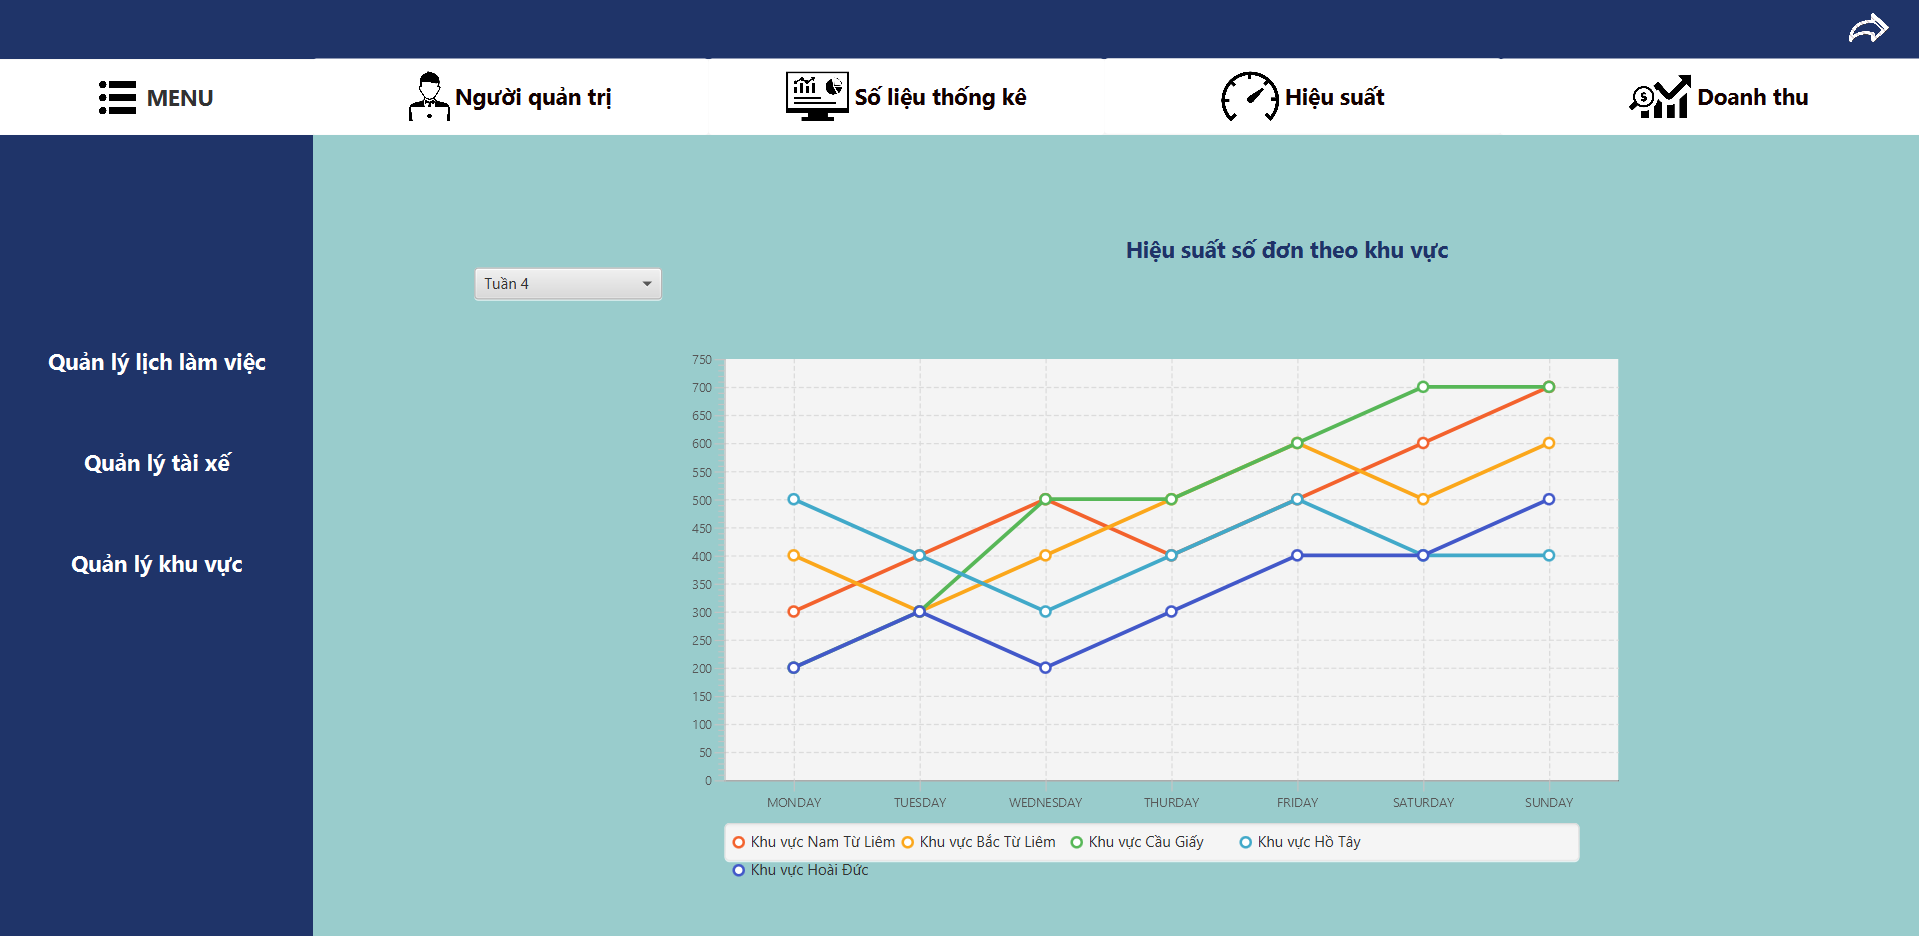 MENU
Người quản trị
Số liệu thống kê
Hiệu suất
Doanh thu
Quản lý lịch làm việc
Quản lý tài xế
Quản lý khu vực
Hiệu suất số đơn theo khu vực
Tuần 4
750
700
650
600
550
500
450
400
350
300
250
200
150
100
50
0
MONDAY TUESDAY WEDNESDAY THURDAY FRIDAY SATURDAY SUNDAY
Khu vực Nam Từ Liêm Khu vực Bắc Từ Liêm Khu vực Cầu Giấy Khu vực Hồ Tây
Khu vực Hoài Đức